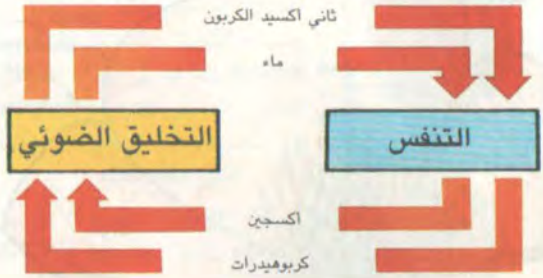 ثاني اكسيد الكربون
ماء
التنفس
التخليق الضوئي
اكسجين
كربوهيدرات